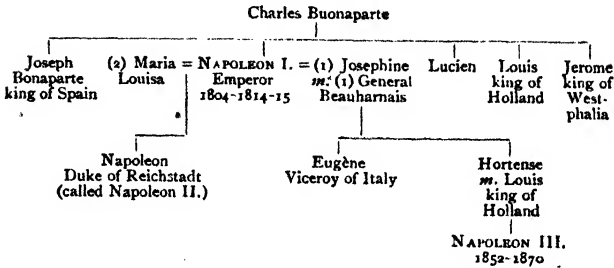 Charles Buonaparte
Joseph
Bonaparte
king of Spain
(2) Maria = NAPOLEON I. = (1) Josephine
Louisa
Emperor
1804-1814-15
m. (1) General
Beauharnais
Lucien
Louis
king of
Holland
Jerome
king of
West-
phalia
Napoleon
Duke of Reichstadt
(called Napoleon II.)
Eugène
Viceroy of Italy
Hortense
m. Louis
king of
Holland
NAPOLEON III.
1852-1870